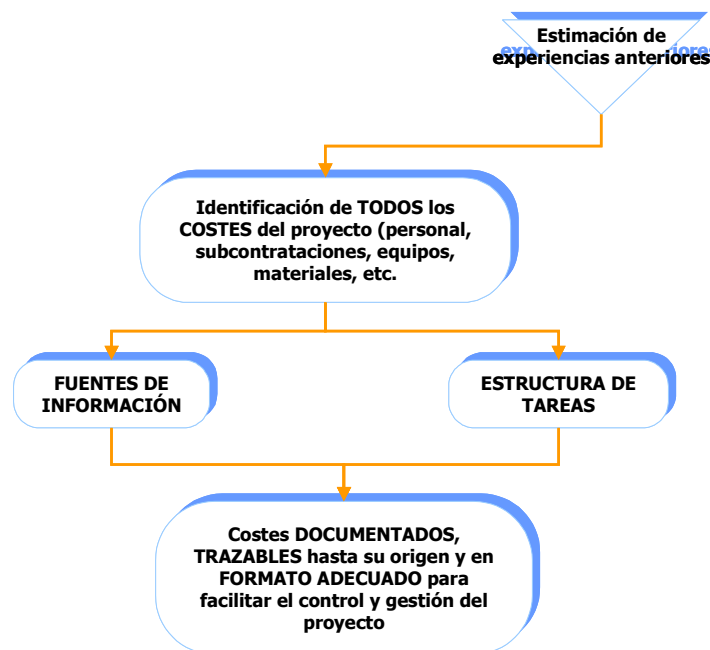 Estimación de
experiencias anteriores
Identificación de TODOS los
COSTES del proyecto (personal,
subcontrataciones, equipos,
materiales, etc.
FUENTES DE
INFORMACIÓN
ESTRUCTURA DE
TAREAS
Costes DOCUMENTADOS,
TRAZABLES hasta su origen y en
FORMATO ADECUADO para
facilitar el control y gestión del
proyecto